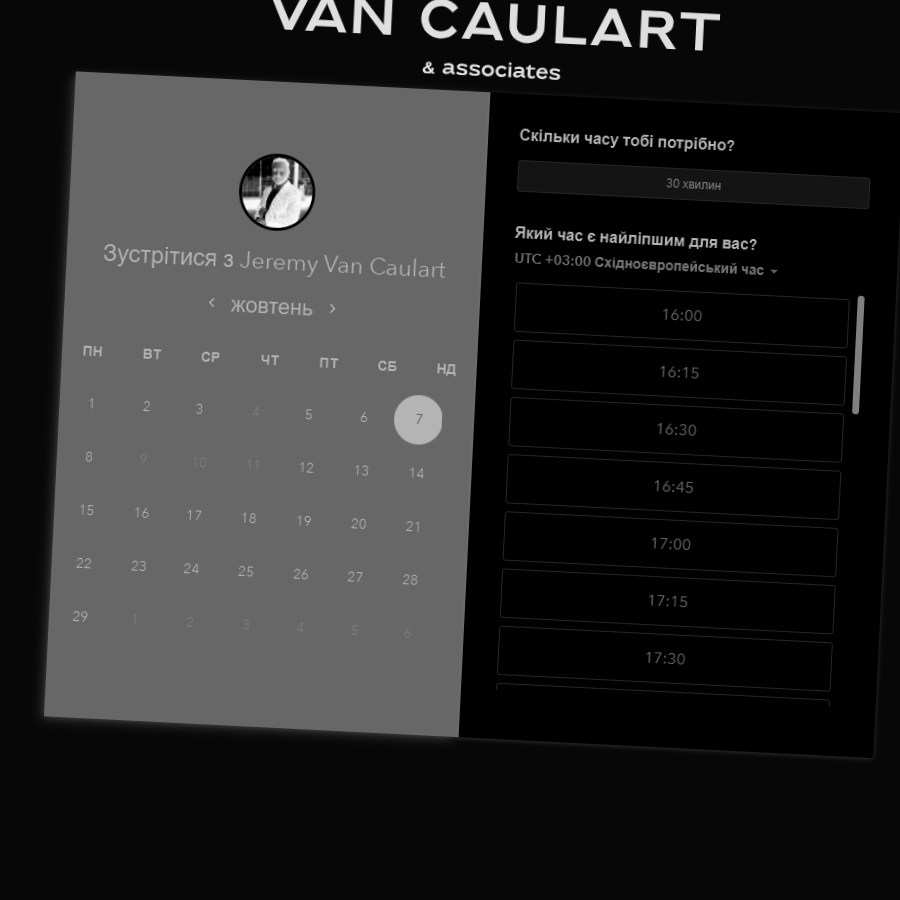 VAN CAULART
& associates
Зустрітися з Jeremy Van Caulart
жовтень
ПН ВТ СР ЧТ ПТ СБ НД
1 2 3 4 5 6 7
8 9 10 11 12 13 14
15 16 17 18 19 20 21
22 23 24 25 26 27 28
29 1 2 3 4 5 6
Скільки часу тобі потрібно?
30 хвилин
Який час є найліпшим для вас?
UTC +03:00 Східноєвропейський час
16:00
16:15
16:30
16:45
17:00
17:15
17:30